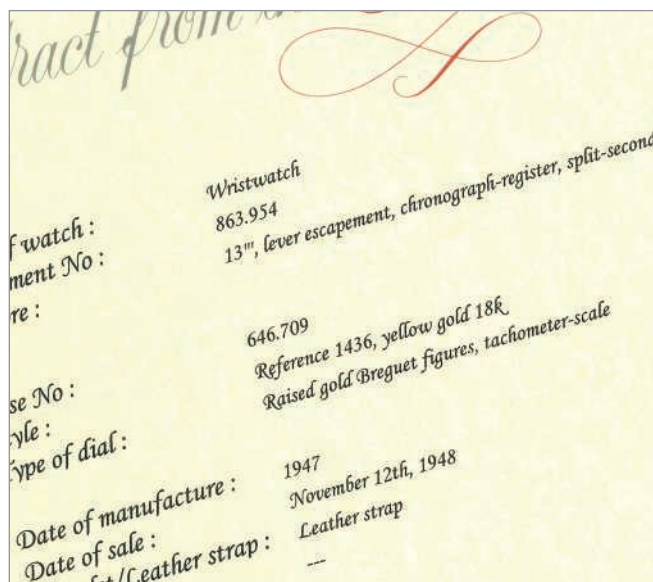 ract from th
f watch : Wristwatch
ment No : 863.954
re : 13''', lever escapement, chronograph-register, split-second
se No : 646.709
yle : Reference 1436, yellow gold 18k
ype of dial : Raised gold Breguet figures, tachometer-scale
Date of manufacture : 1947
Date of sale : November 12th, 1948
et/Leather strap : Leather strap
---